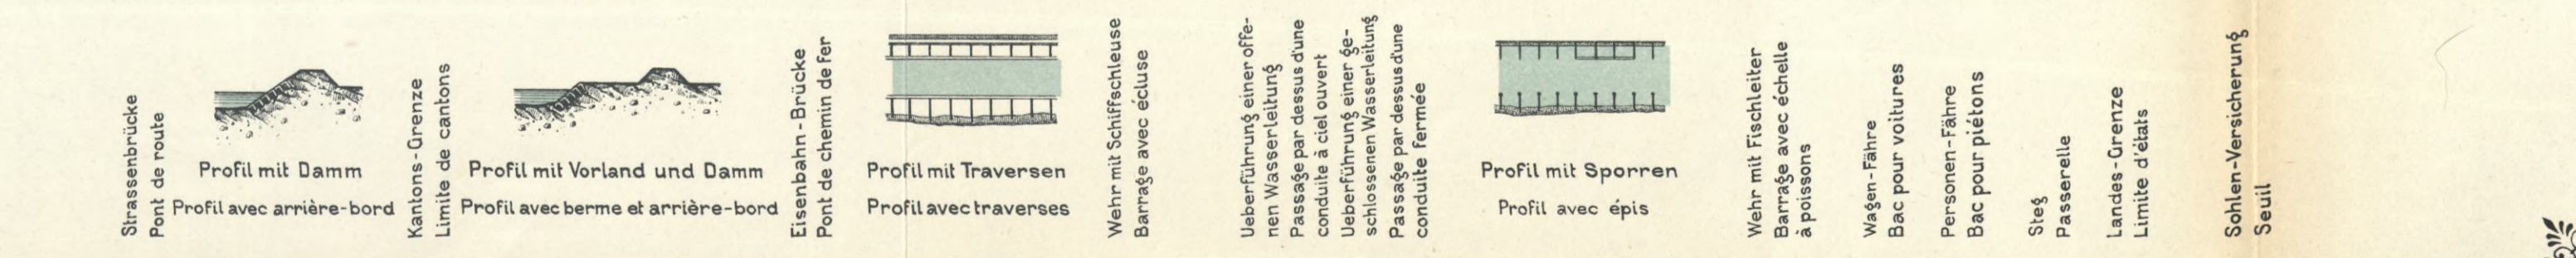 Strassenbrücke
Pont de route
Profil mit Damm
Profil avec arrière-bord
Kantons-Grenze
Limite de cantons
Profil mit Vorland und Damm
Profil avec berme et arrière-bord
Eisenbahn-Brücke
Pont de chemin de fer
Profil mit Traversen
Profil avec traverses
Wehr mit Schiffschleuse
Barrage avec écluse
Ueberführung einer offe-
nen Wasserleitung
Passage par dessus d'une
conduite à ciel ouvert
Ueberführung einer ge-
schlossenen Wasserleitung
Passage par dessus d'une
conduite fermée
Profil mit Sporren
Profil avec épis
Wehr mit Fischleiter
Barrage avec échelle
à poissons
Wagen-Fähre
Bac pour voitures
Personen-Fähre
Bac pour piétons
Steg
Passerelle
Landes-Grenze
Limite d'états
Sohlen-Versicherung
Seuil